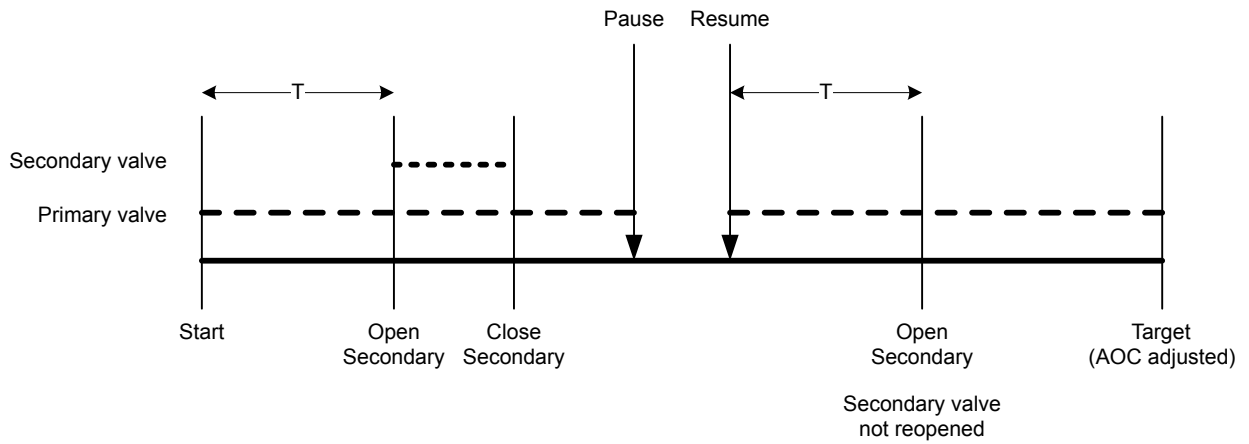 Pause
Resume
T
T
Secondary valve
Primary valve
Start
Open
Secondary
Close
Secondary
Open
Secondary
Target
(AOC adjusted)
Secondary valve
not reopened